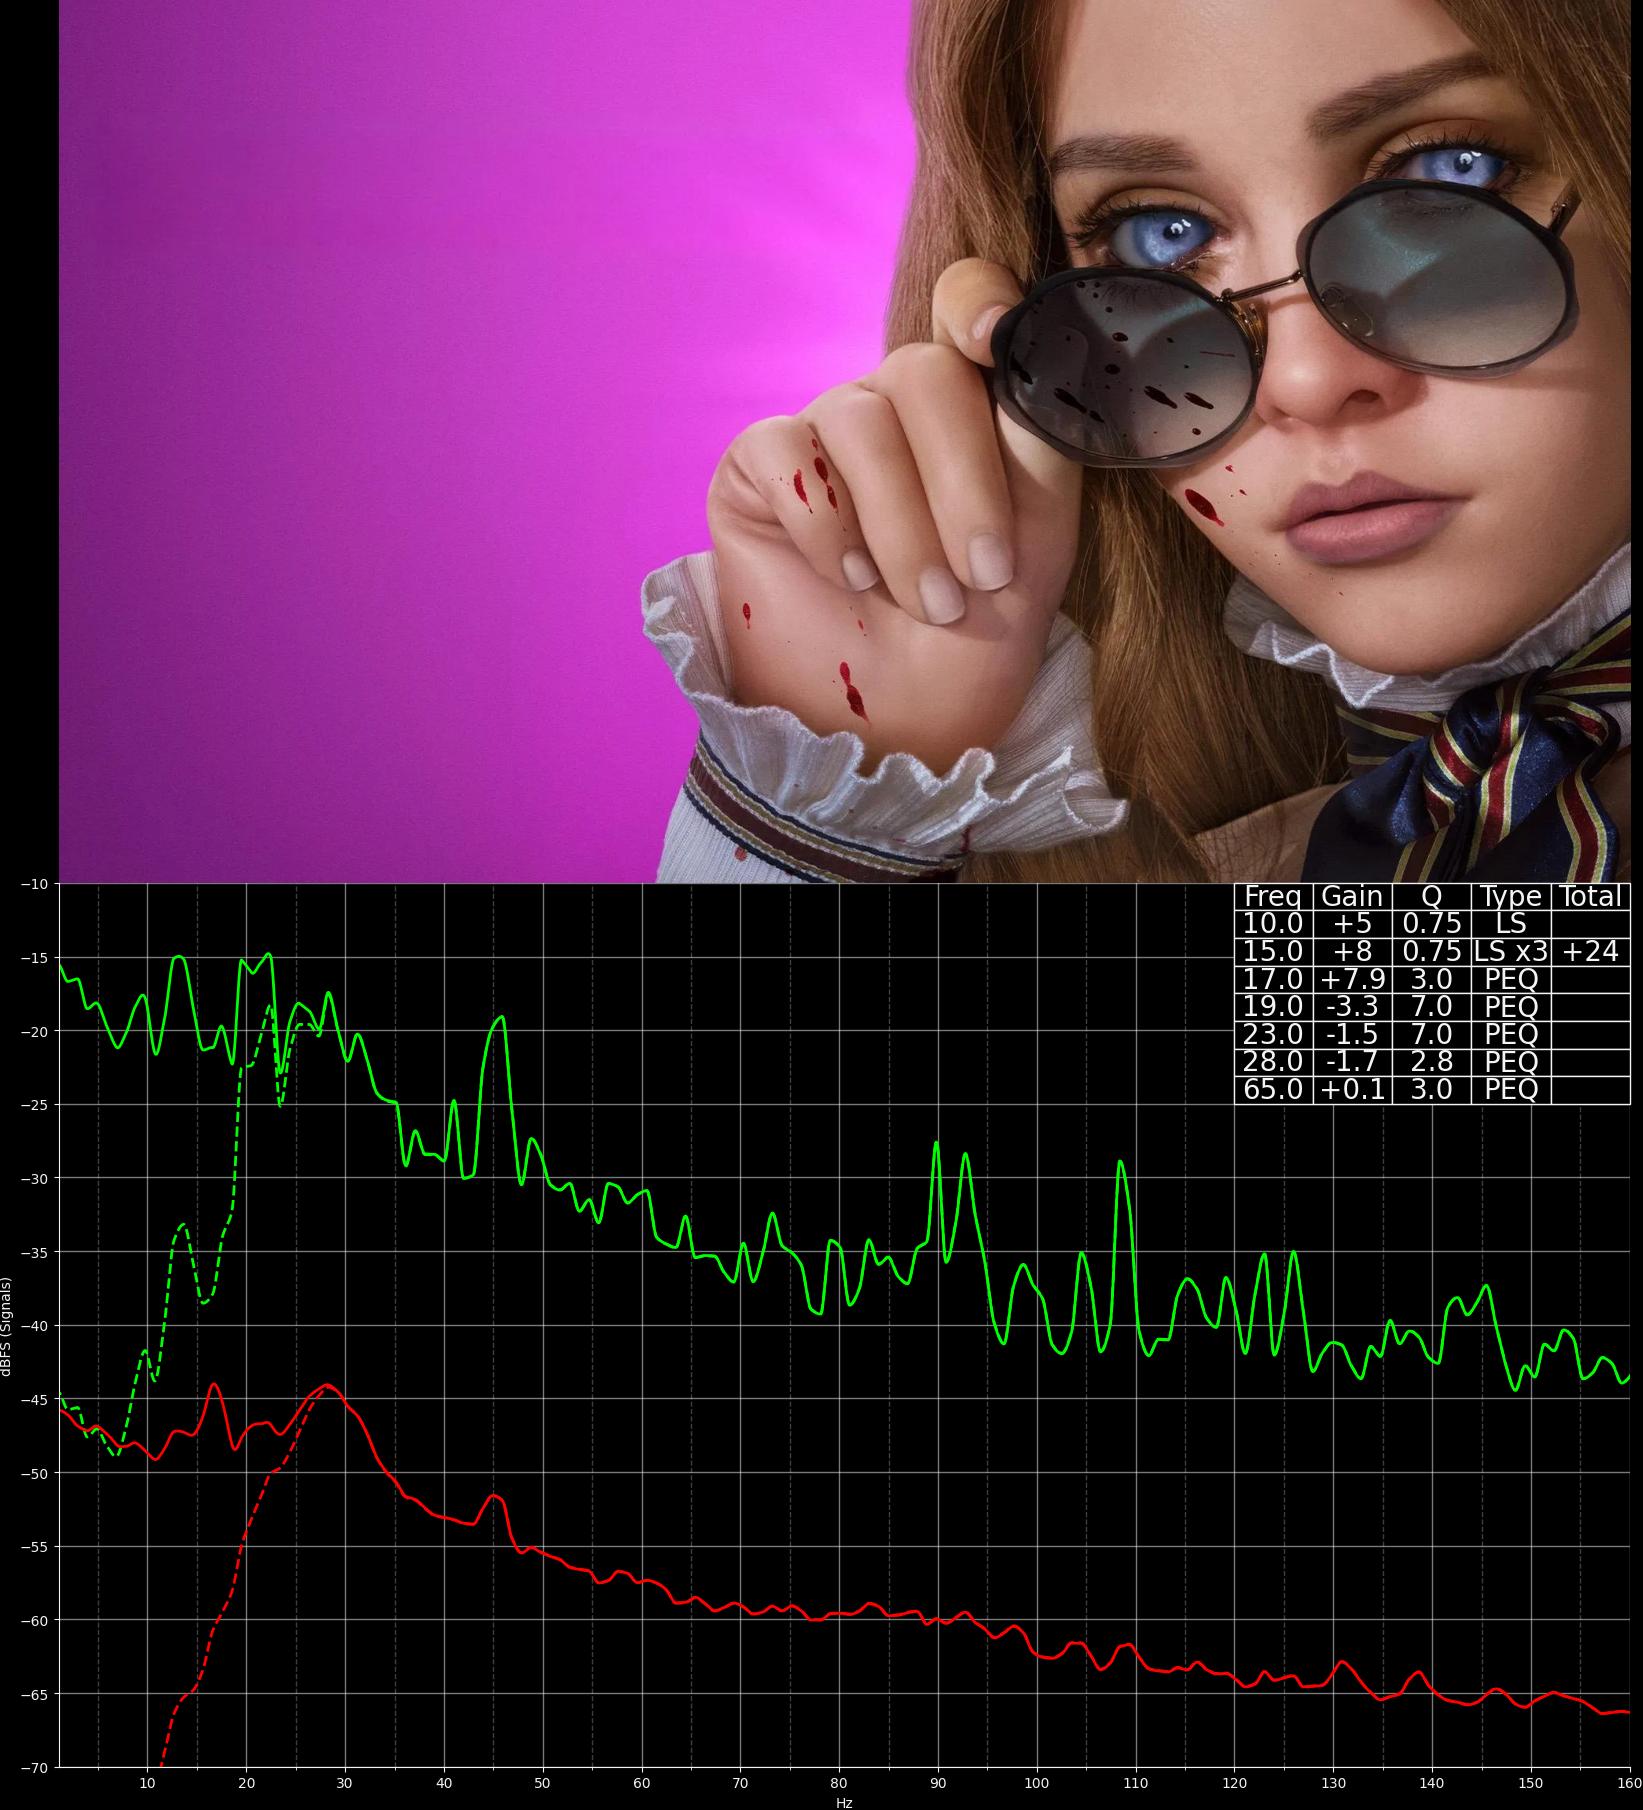 −10
Freq Gain Q Type Total
10.0 +5 0.75 LS
15.0 +8 0.75 LS x3 +24
17.0 +7.9 3.0 PEQ
19.0 -3.3 7.0 PEQ
23.0 -1.5 7.0 PEQ
28.0 -1.7 2.8 PEQ
65.0 +0.1 3.0 PEQ
−15
−20
−25
−30
−35
−40
−45
−50
−55
−60
−65
−70
dBFS (Signals)
10 20 30 40 50 60 70 80 90 100 110 120 130 140 150 160
Hz